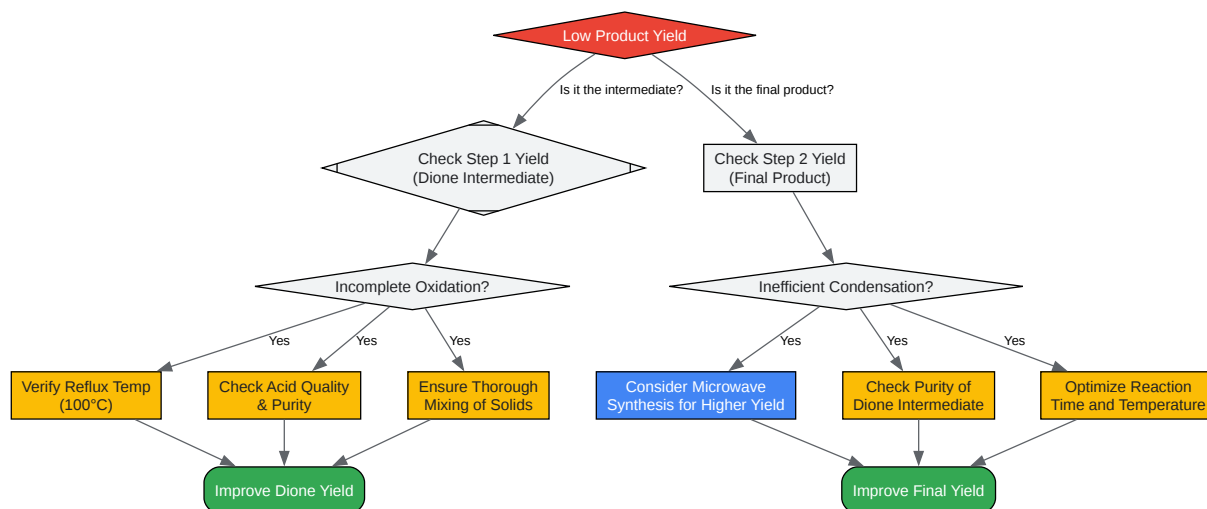 Low Product Yield
Is it the intermediate?
Is it the final product?
Check Step 1 Yield
(Dione Intermediate)
Check Step 2 Yield
(Final Product)
Incomplete Oxidation?
Inefficient Condensation?
Yes
Yes
Yes
Yes
Yes
Yes
Verify Reflux Temp
(100°C)
Check Acid Quality
& Purity
Ensure Thorough
Mixing of Solids
Consider Microwave
Synthesis for Higher Yield
Check Purity of
Dione Intermediate
Optimize Reaction
Time and Temperature
Improve Dione Yield
Improve Final Yield